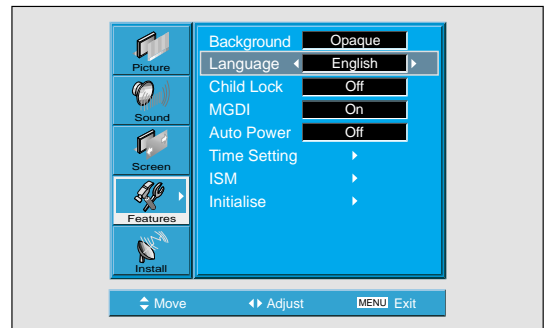 Picture
Sound
Screen
Features
Install
Background Opaque
Language English
Child Lock Off
MGDI On
Auto Power Off
Time Setting
ISM
Initialise
Move Adjust MENU Exit